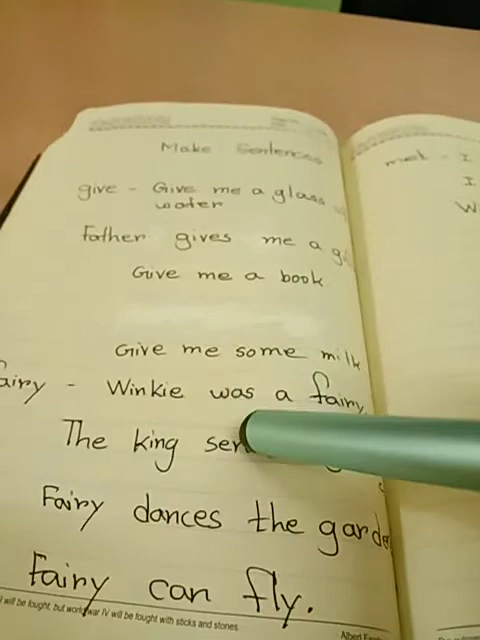 Make Sentences
give - Give me a glass
water
Father gives me a
Give me a book
Give me some milk
Fairy - Winkie was a fairy
The king
Fairy dances the garden
Fairy can fly.
will be fought, but world war IV will be fought with sticks and stones.
Albert
met - I
I